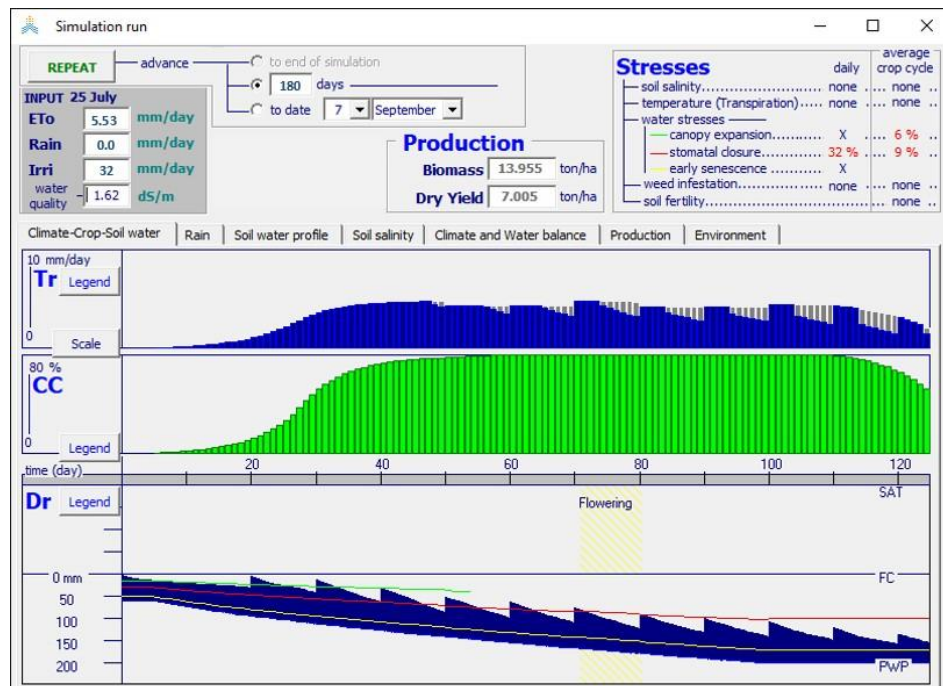 Simulation run
REPEAT
advance
to end of simulation
180 days
to date 7 September
INPUT 25 July
ETo 5.53 mm/day
Rain 0.0 mm/day
Irri 32 mm/day
water quality 1.62 dS/m
Production
Biomass 13.955 ton/ha
Dry Yield 7.005 ton/ha
Stresses daily average crop cycle
soil salinity................ none .... none ..
temperature (Transpiration)..... none .... none ..
water stresses
canopy expansion............ X .... 6 % ..
stomatal closure............. 32 % .... 9 % ..
early senescence ........... X
weed infestation................ none .... none ..
soil fertility........................................ none ..
Climate-Crop-Soil water Rain Soil water profile Soil salinity Climate and Water balance Production Environment
10 mm/day
Tr Legend
0
Scale
80 %
CC
0
Legend
time (day) 20 40 60 80 100 120
Dr Legend
SAT
Flowering
0 mm FC
50
100
150
200 PWP